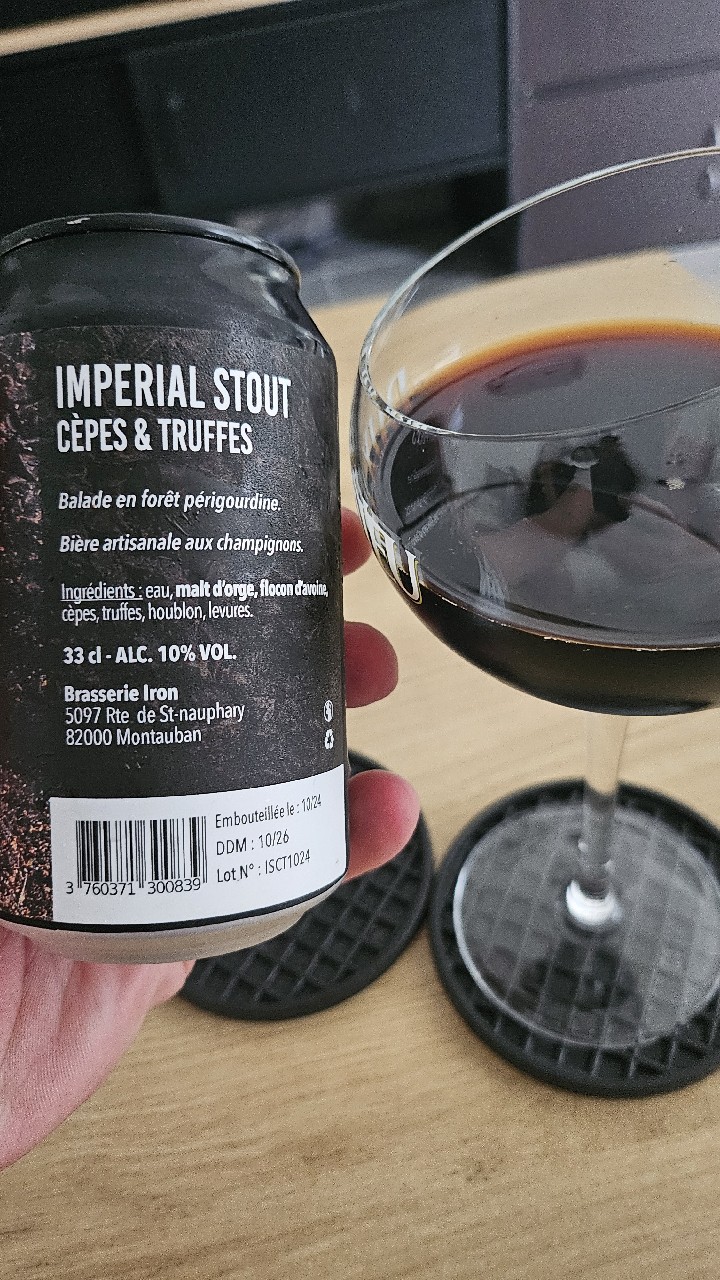 IMPERIAL STOUT
CÈPES & TRUFFES
Balade en forêt périgourdine.
Bière artisanale aux champignons.
Ingrédients : eau, malt d'orge, flocon d'avoine,
cèpes, truffes, houblon, levures.
33 cl - ALC. 10% VOL.
Brasserie Iron
5097 Rte de St-nauphary
82000 Montauban
Embouteillée le : 10/24
DDM : 10/26
Lot N° : ISCT1024
3 760371 300839